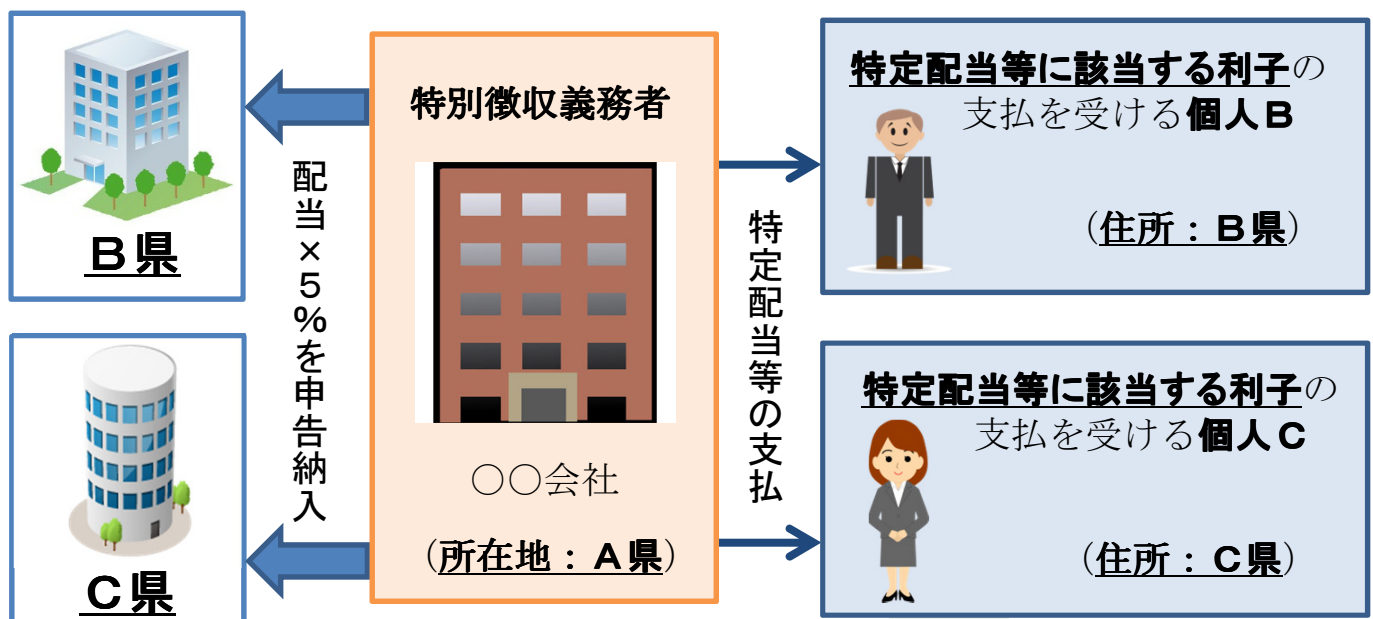 B県
C県
配当×5%を申告納入
特別徴収義務者
○○会社
(所在地:A県)
特定配当等の支払
特定配当等に該当する利子の
支払を受ける個人B
(住所:B県)
特定配当等に該当する利子の
支払を受ける個人C
(住所:C県)